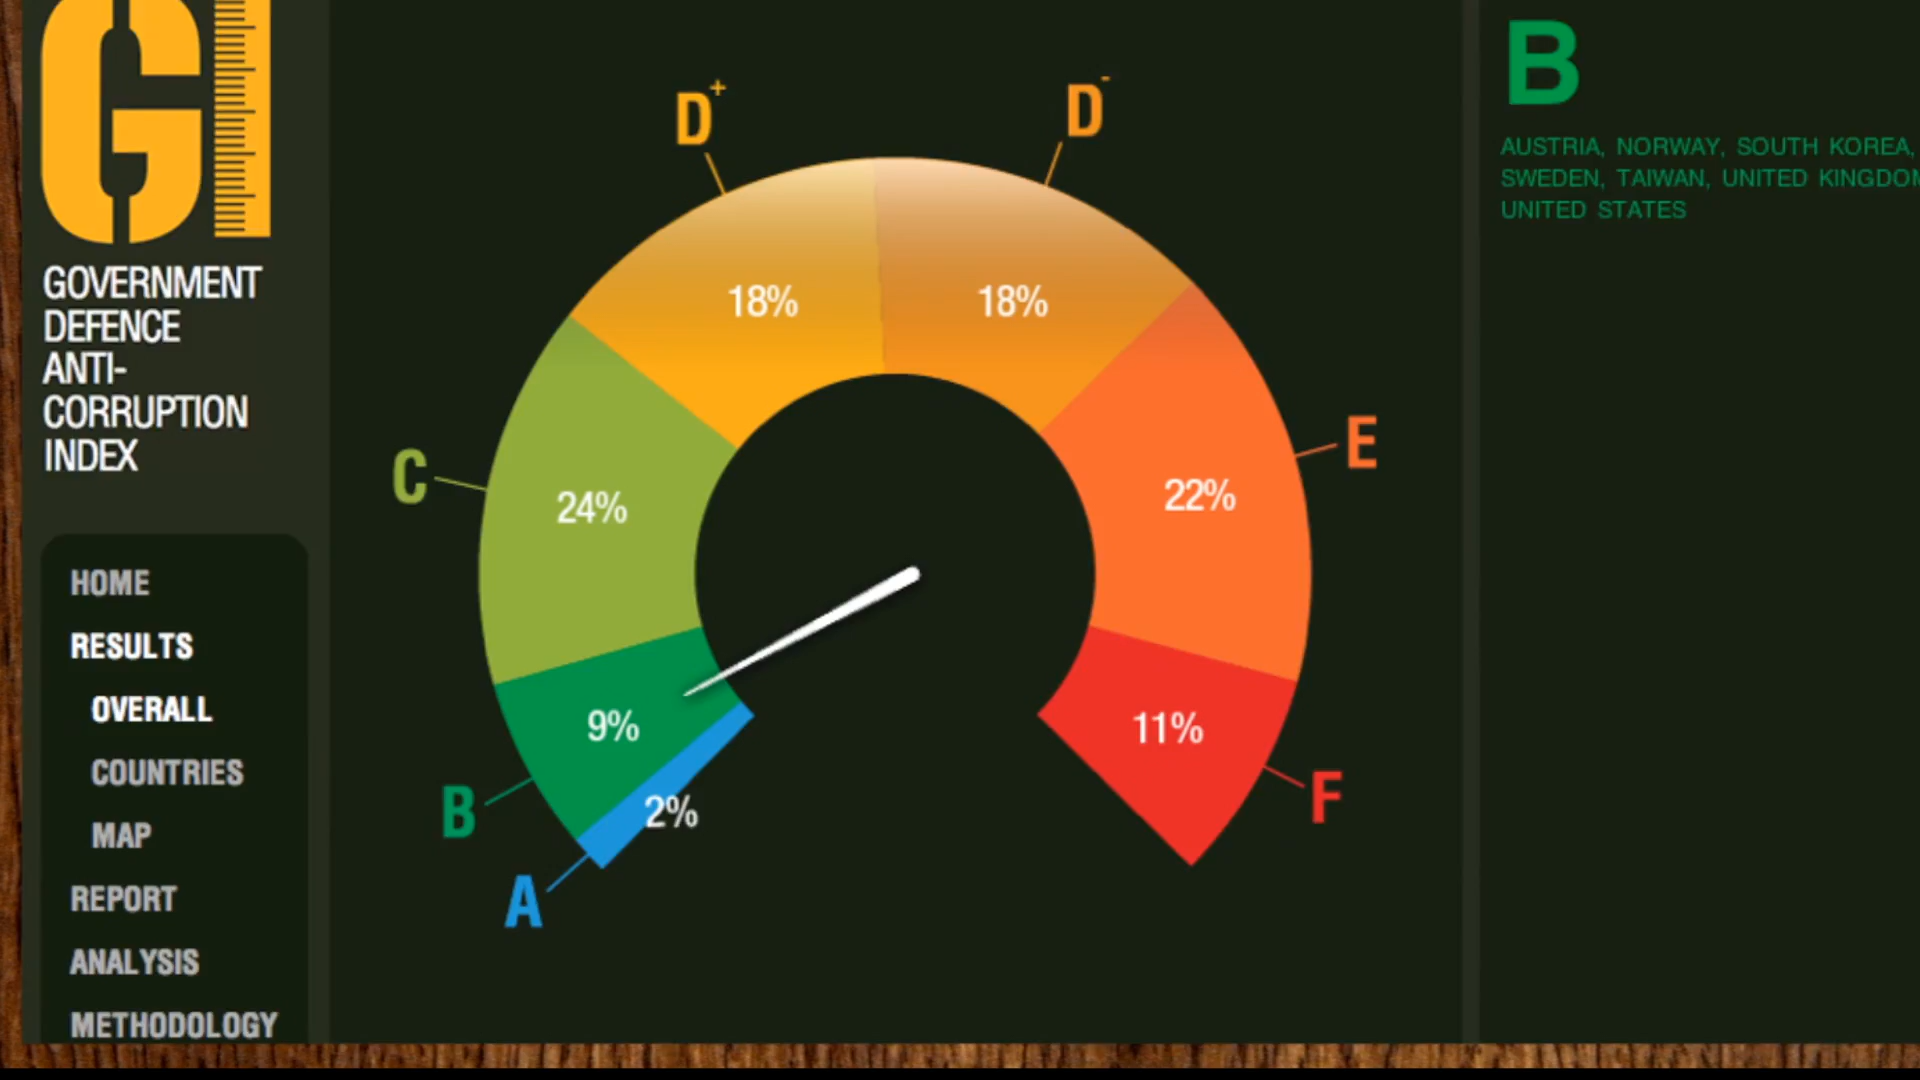 GI
GOVERNMENT
DEFENCE
ANTI-
CORRUPTION
INDEX
HOME
RESULTS
OVERALL
COUNTRIES
MAP
REPORT
ANALYSIS
METHODOLOGY
D+
D-
18%
18%
C
24%
E
22%
B
9%
A
2%
F
11%
B
AUSTRIA, NORWAY, SOUTH KOREA,
SWEDEN, TAIWAN, UNITED KINGDOM
UNITED STATES